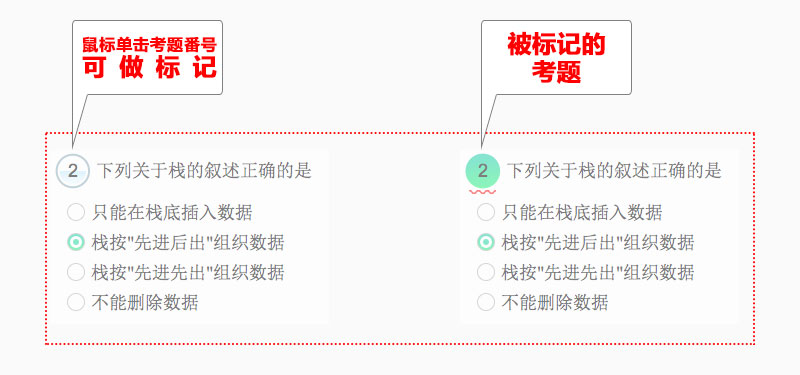 鼠标单击考题番号
可做标记
被标记的
考题
2 下列关于栈的叙述正确的是
只能在栈底插入数据
栈按"先进后出"组织数据
栈按"先进先出"组织数据
不能删除数据
2 下列关于栈的叙述正确的是
只能在栈底插入数据
栈按"先进后出"组织数据
栈按"先进先出"组织数据
不能删除数据